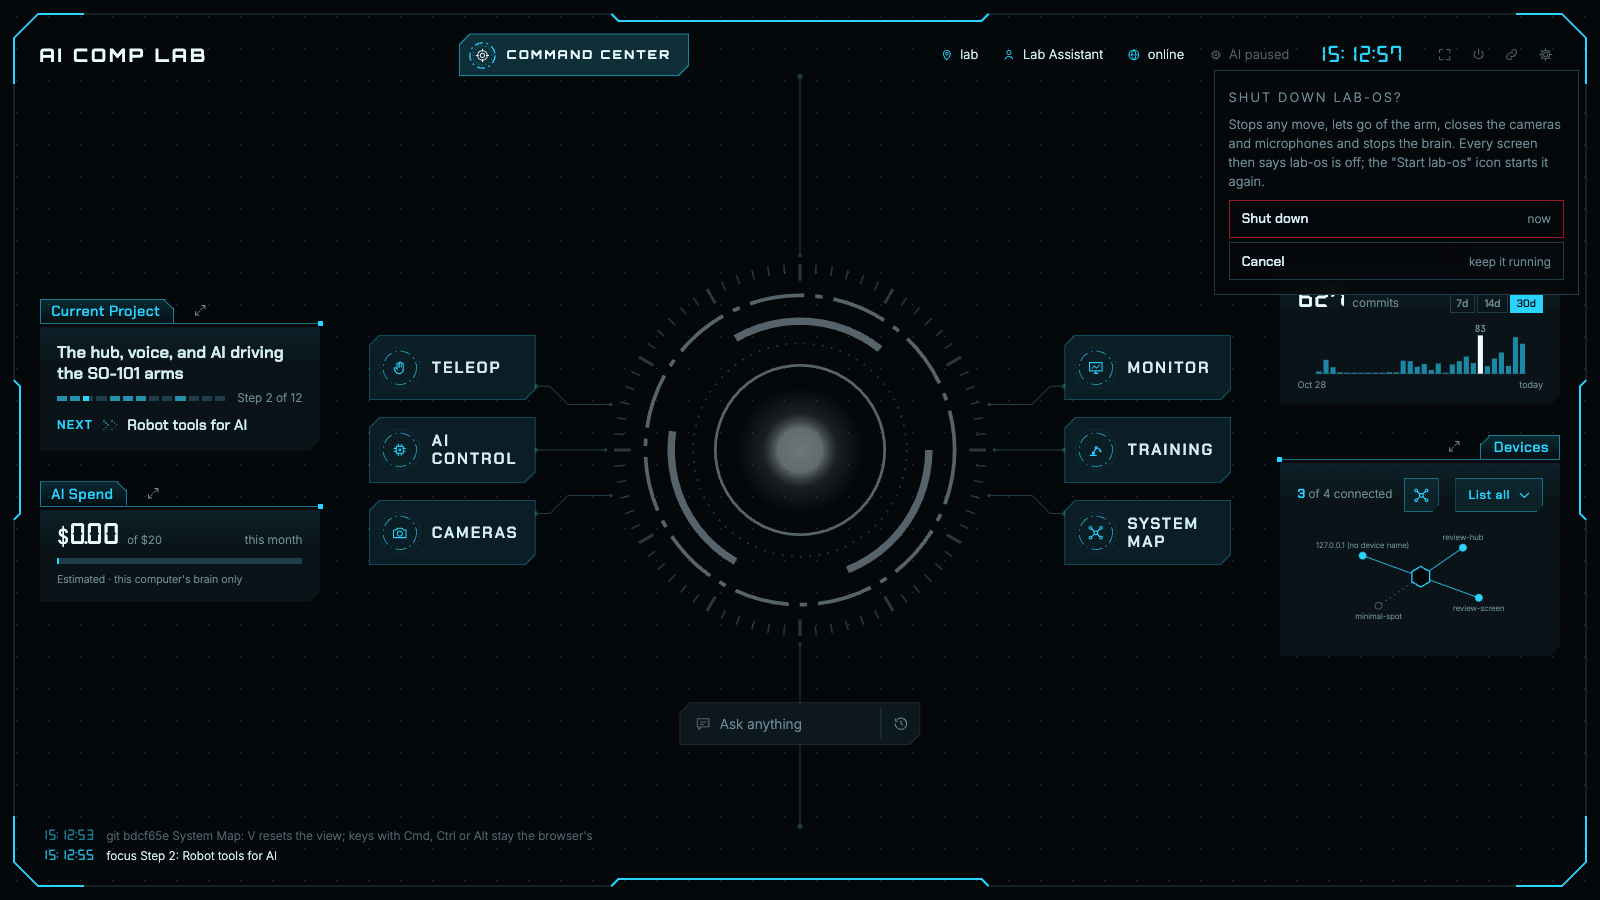 AI COMP LAB
COMMAND CENTER
lab
Lab Assistant
online
AI paused
15:12:57
SHUT DOWN LAB-OS?
Stops any move, lets go of the arm, closes the cameras
and microphones and stops the brain. Every screen
then says lab-os is off; the "Start lab-os" icon starts it
again.
Shut down now
Cancel keep it running
Current Project
The hub, voice, and AI driving
the SO-101 arms
Step 2 of 12
NEXT Robot tools for AI
AI Spend
$0.00 of $20 this month
Estimated · this computer's brain only
TELEOP
AI
CONTROL
CAMERAS
MONITOR
TRAINING
SYSTEM
MAP
commits
7d 14d 30d
83
Oct 28 today
Devices
3 of 4 connected
List all
127.0.0.1 (no device name)
review-hub
minimal-spot
review-screen
Ask anything
15:12:53 git bdcf65e System Map: V resets the view; keys with Cmd, Ctrl or Alt stay the browser's
15:12:55 focus Step 2: Robot tools for AI